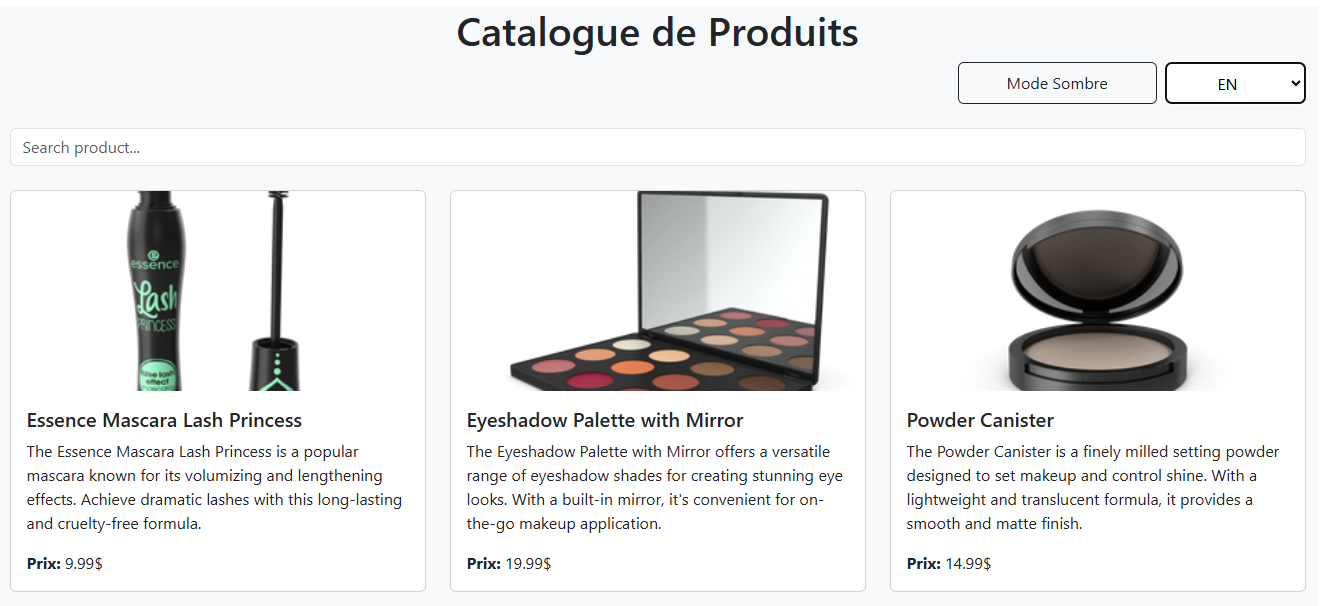 Catalogue de Produits
Mode Sombre
EN
Search product...
essence
Lash
PRINCESS
false lash
effect
Essence Mascara Lash Princess
The Essence Mascara Lash Princess is a popular
mascara known for its volumizing and lengthening
effects. Achieve dramatic lashes with this long-lasting
and cruelty-free formula.
Prix: 9.99$
Eyeshadow Palette with Mirror
The Eyeshadow Palette with Mirror offers a versatile
range of eyeshadow shades for creating stunning eye
looks. With a built-in mirror, it's convenient for on-
the-go makeup application.
Prix: 19.99$
Powder Canister
The Powder Canister is a finely milled setting powder
designed to set makeup and control shine. With a
lightweight and translucent formula, it provides a
smooth and matte finish.
Prix: 14.99$